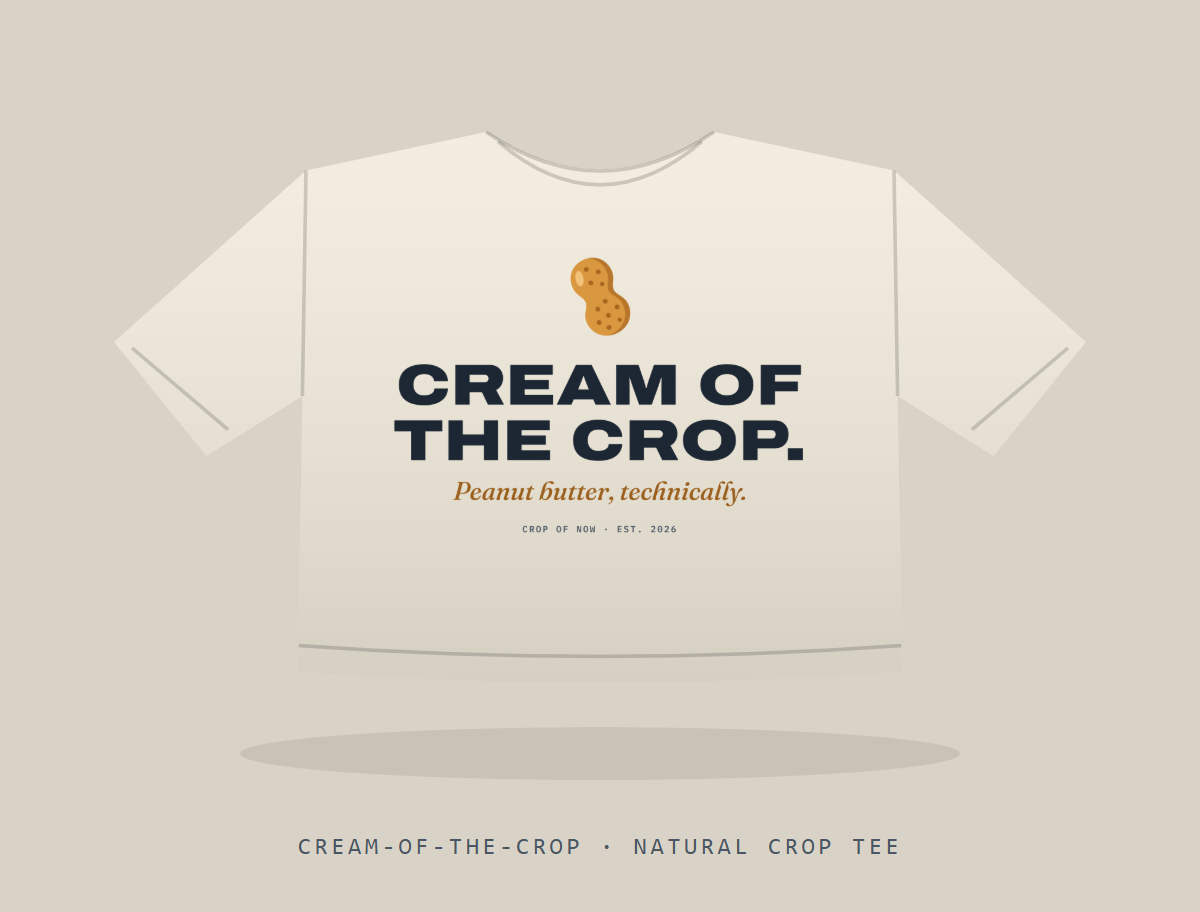 CREAM OF
THE CROP.
Peanut butter, technically.
CROP OF NOW · EST. 2026
CREAM-OF-THE-CROP · NATURAL CROP TEE